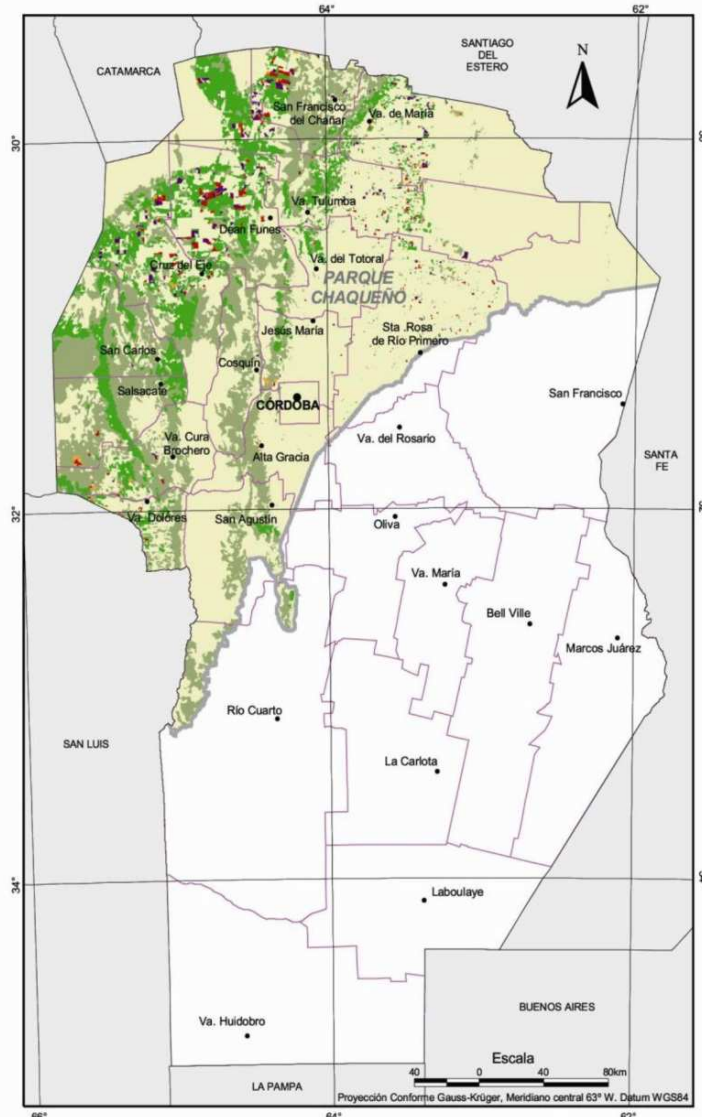 64°
62°
SANTIAGO
DEL
ESTERO
CATAMARCA
N
San Francisco
del Chañar
Va. de María
30°
Va. Tulumba
Dean Funes
Va. del Totoral
Cruz del Eje
PARQUE
CHAQUEÑO
Jesús María
Sta .Rosa
de Río Primero
San Carlos
Cosquín
Salsacate
CÓRDOBA
San Francisco
Va. del Rosario
Va. Cura
Brochero
Alta Gracia
SANTA
FE
32°
Va. Dolores
San Agustín
Oliva
Va. María
Bell Ville
Marcos Juárez
Río Cuarto
SAN LUIS
La Carlota
34°
Laboulaye
BUENOS AIRES
Va. Huidobro
Escala
40 0 40 80km
LA PAMPA
Proyección Conforme Gauss-Krüger, Meridiano central 63º W. Datum WGS84